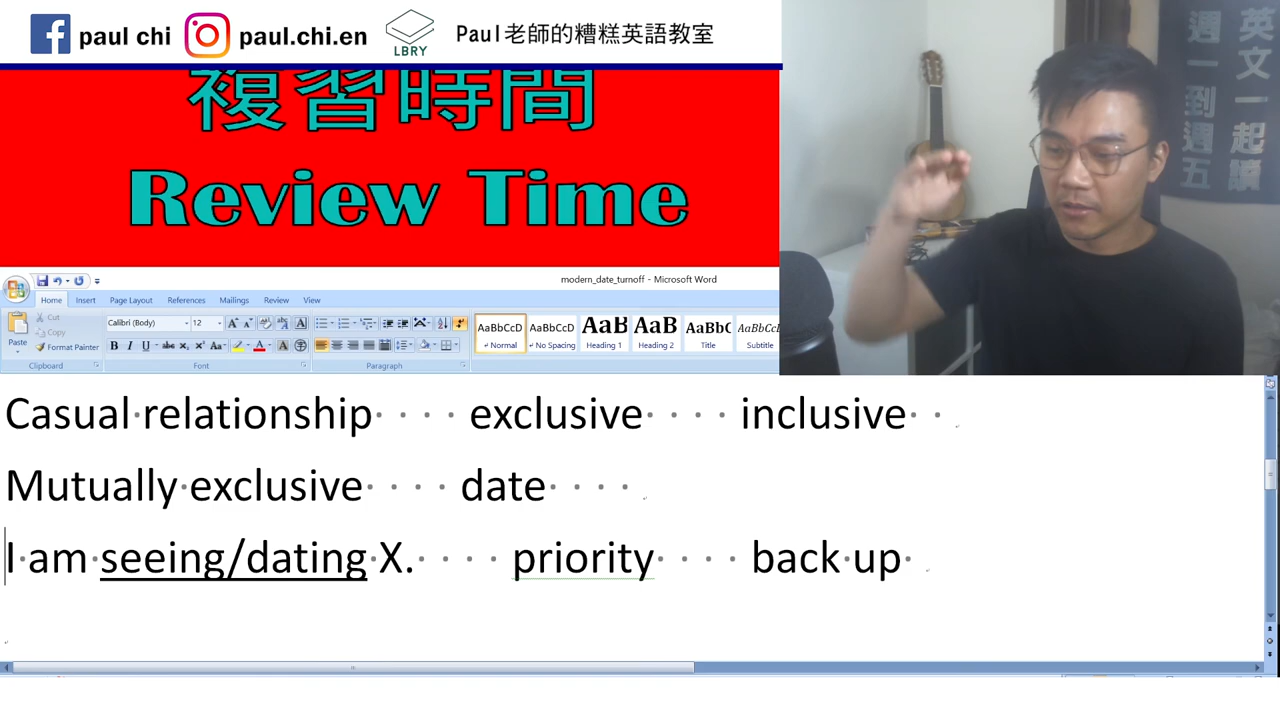 paul chi paul.chi.en LBRY Paul老師的糟糕英語教室
複習時間
Review Time
英文一起讀
週一到週五
modern_date_turnoff - Microsoft Word
Home Insert Page Layout References Mailings Review View
Cut
Copy
Format Painter
Paste
Calibri (Body) 12
AaBbCcD AaBbCcD AaBb AaB AaBbC AaBbCcD
Normal No Spacing Heading 1 Heading 2 Title Subtitle
Clipboard Font Paragraph
Casual relationship exclusive inclusive
Mutually exclusive date
I am seeing/dating X. priority back up